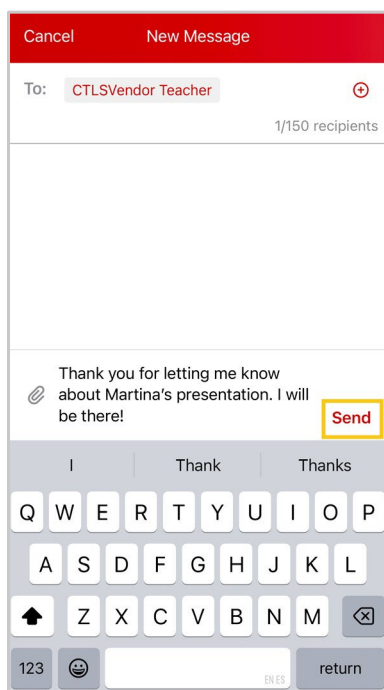 Cancel New Message
To: CTLSVendor Teacher
1/150 recipients
Thank you for letting me know
about Martina's presentation. I will
be there!
Send
I Thank Thanks
Q W E R T Y U I O P
A S D F G H J K L
Z X C V B N M
123 EN ES return